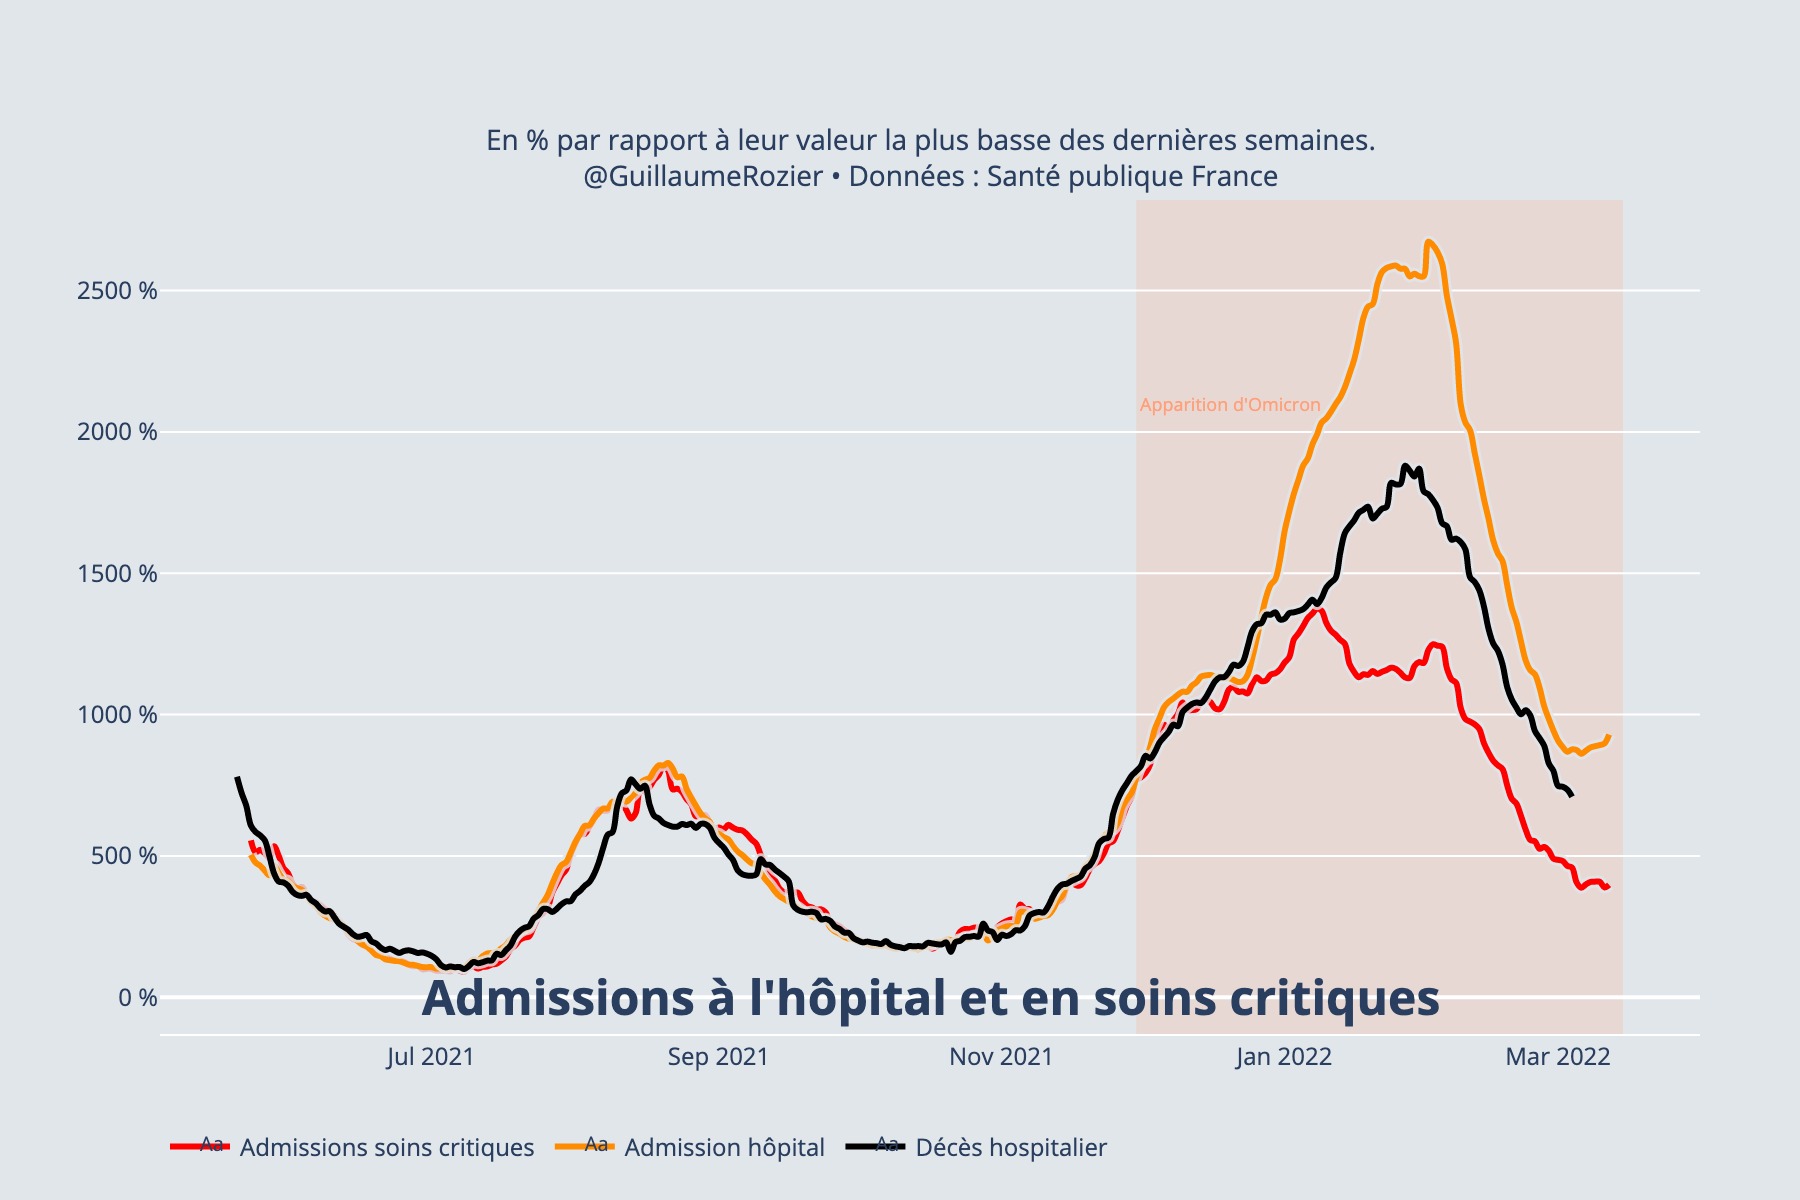 En % par rapport à leur valeur la plus basse des dernières semaines.
@GuillaumeRozier • Données : Santé publique France
2500 %
Apparition d'Omicron
2000 %
1500 %
1000 %
500 %
0 %
Admissions à l'hôpital et en soins critiques
Jul 2021
Sep 2021
Nov 2021
Jan 2022
Mar 2022
Aa Admissions soins critiques
Aa Admission hôpital
Aa Décès hospitalier